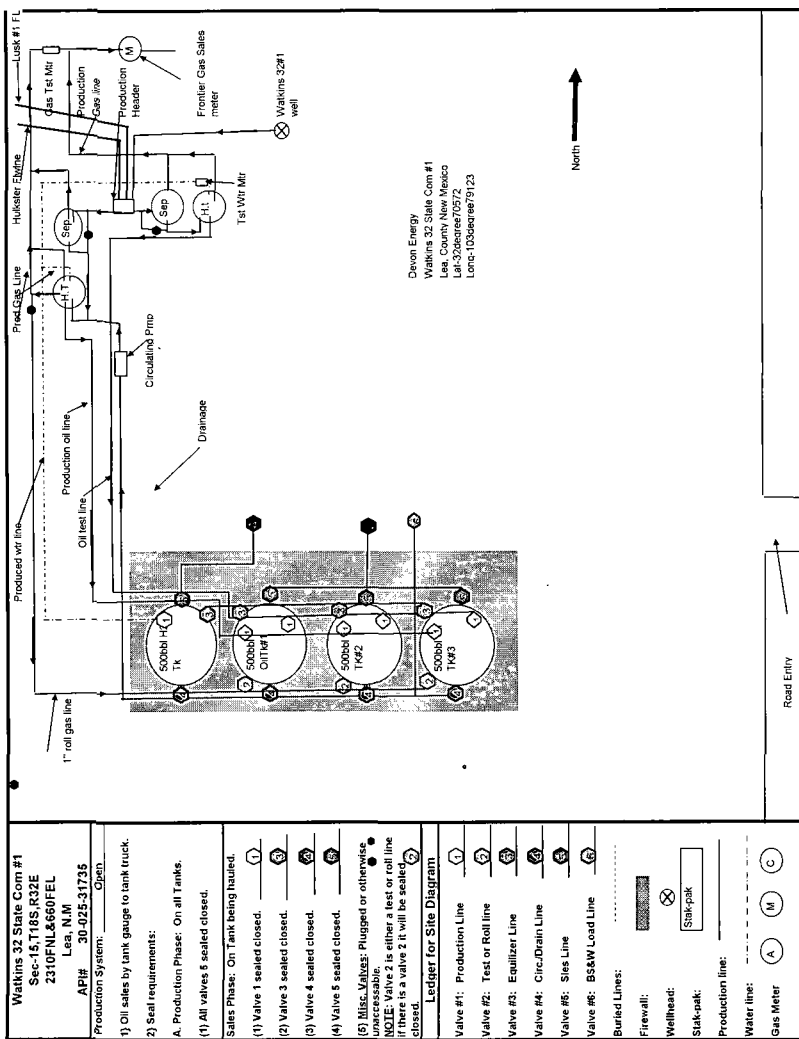 Watkins 32 State Com #1
Sec-15,T18S,R32E
2310FNL&660FEL
Lea, N.M
API# 30-025-31735
Production System: Open
1) Oil sales by tank gauge to tank truck.
2) Seal requirements:
A. Production Phase: On all Tanks.
(1) All valves 5 sealed closed.
Sales Phase: On Tank being hauled.
(1) Valve 1 sealed closed. 1
(2) Valve 3 sealed closed. 3
(3) Valve 4 sealed closed. 4
(4) Valve 5 sealed closed. 5
(5) Misc. Valves: Plugged or otherwise
unaccessable.
NOTE: Valve 2 is either a test or roll line
if there is a valve 2 it will be sealed 2
closed.
Ledger for Site Diagram
Valve #1: Production Line 1
Valve #2: Test or Roll line 2
Valve #3: Equilizer Line 3
Valve #4: Circ./Drain Line 4
Valve #5: Sles Line 5
Valve #6: BS&W Load Line 6
Buried Lines:
Firewall:
Wellhead:
Stak-pak: Stak-pak
Production line:
Water line:
Gas Meter A M C
1" roll gas line
Produced wtr line
Prod Gas Line
Hulkster Flwline
Lusk #1 FL
Gas Tst Mtr
Production
Gas line
Production
Header
M
Frontier Gas Sales
meter
Watkins 32#1
well
Sep
H.T
Sep
H.t
Tst Wtr Mtr
Circulating Pmp
Production oil line
Oil test line
Drainage
500bbl
Tk
500bbl
OilTk#1
500bbl
TK#2
500bbl
TK#3
Devon Energy
Watkins 32 State Com #1
Lea, County New Mexico
Lat-32degree70572
Long-103degree79123
North
Road Entry